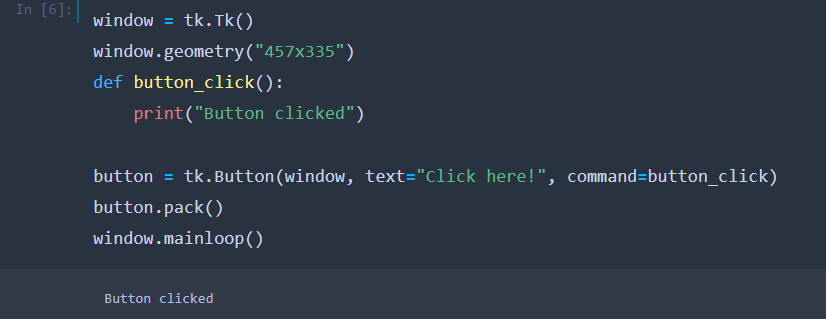 In [6]:
window = tk.Tk()
window.geometry("457x335")
def button_click():
    print("Button clicked")
button = tk.Button(window, text="Click here!", command=button_click)
button.pack()
window.mainloop()
Button clicked